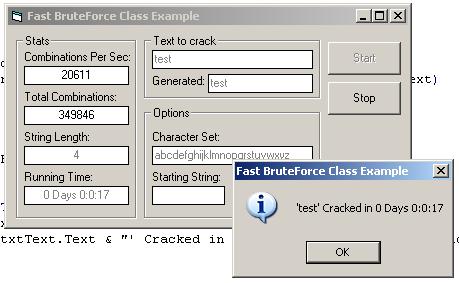 Fast BruteForce Class Example
Stats
Combinations Per Sec:
20611
Total Combinations:
349846
String Length:
4
Running Time:
0 Days 0:0:17
Text to crack
test
Generated: test
Options
Character Set:
abcdefghijklmnopqrstuvwxyz
Starting String:
Start
Stop
Fast BruteForce Class Example
'test' Cracked in 0 Days 0:0:17
OK
ext)
txtText.Text & "' Cracked in